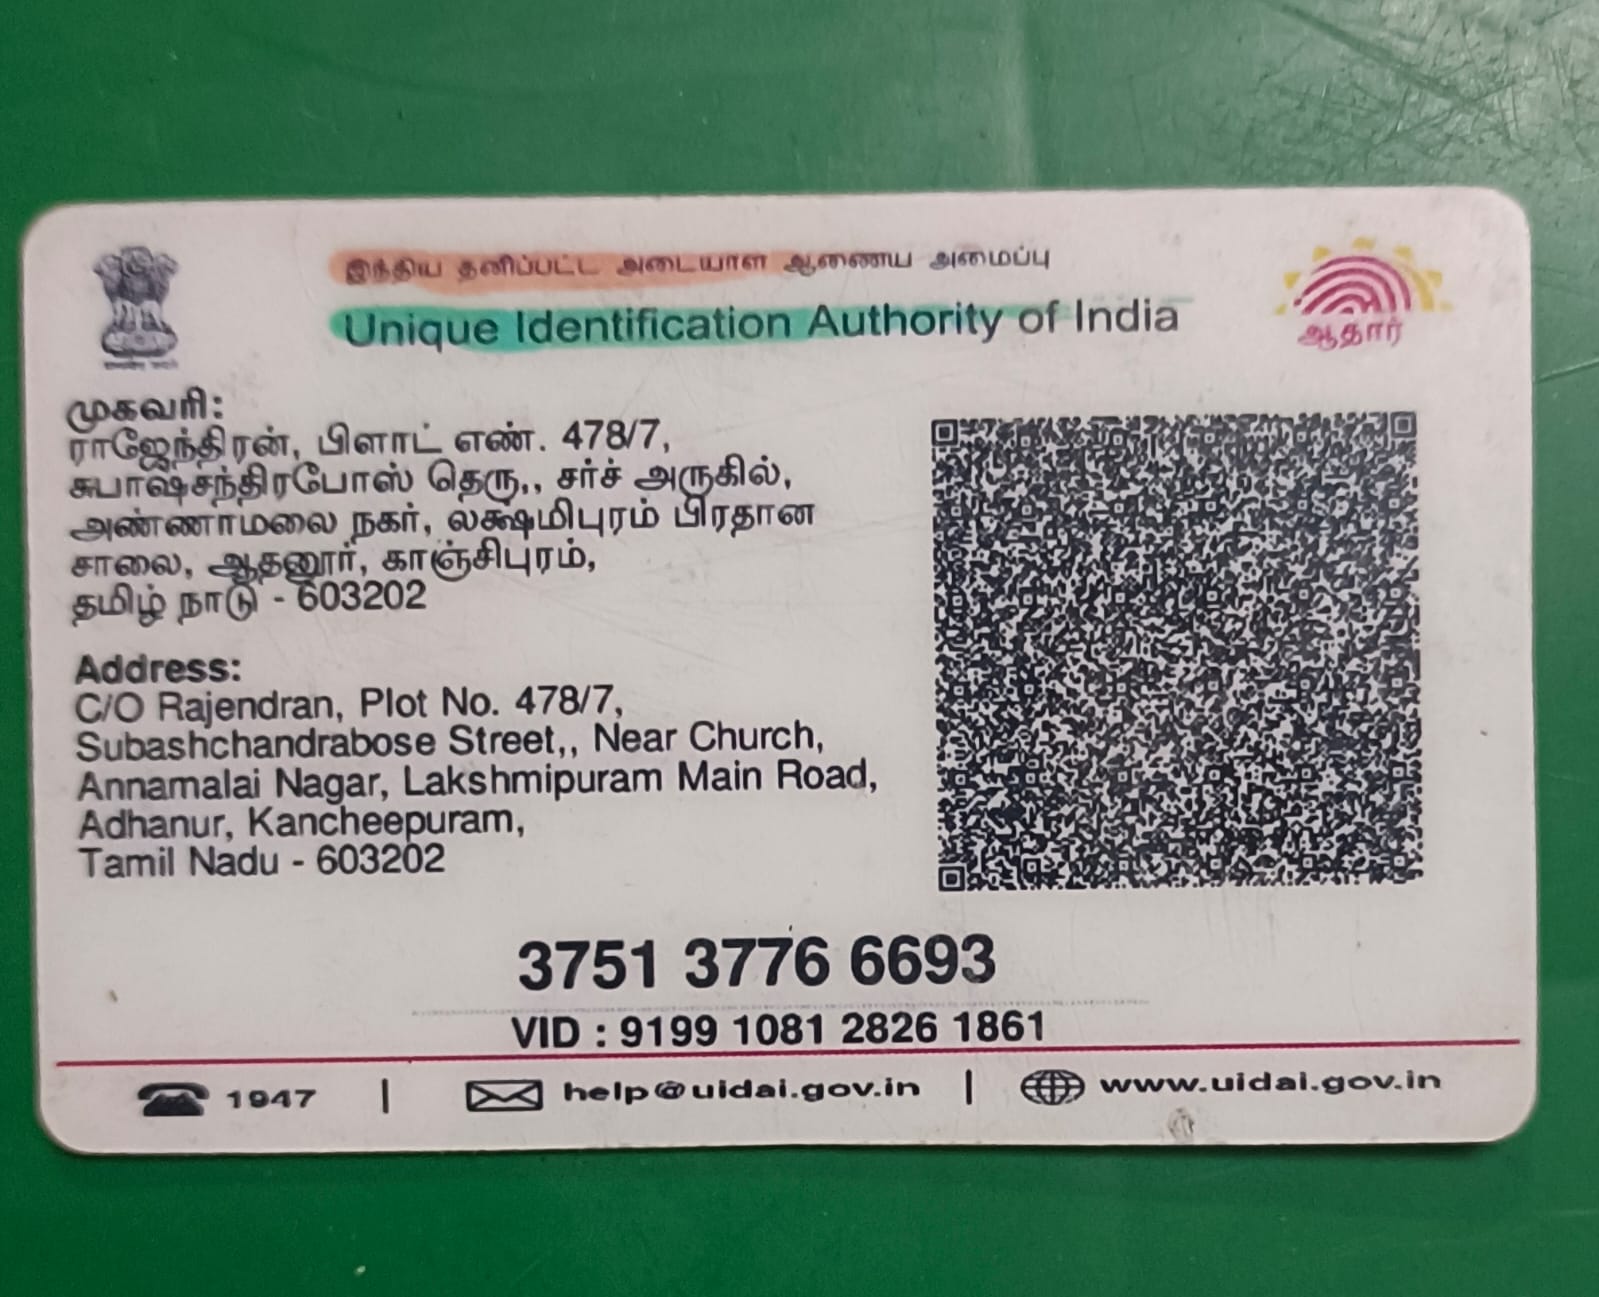 இந்திய தனிப்பட்ட அடையாள ஆணைய அமைப்பு
Unique Identification Authority of India
ஆதார்
முகவரி:
ராஜேந்திரன், பிளாட் எண். 478/7,
சுபாஷ்சந்திரபோஸ் தெரு,, சர்ச் அருகில்,
அண்ணாமலை நகர், லக்ஷ்மிபுரம் பிரதான
சாலை, ஆதனூர், காஞ்சிபுரம்,
தமிழ் நாடு - 603202
Address:
C/O Rajendran, Plot No. 478/7,
Subashchandrabose Street,, Near Church,
Annamalai Nagar, Lakshmipuram Main Road,
Adhanur, Kancheepuram,
Tamil Nadu - 603202
3751 3776 6693
VID : 9199 1081 2826 1861
1947 | help@uidai.gov.in | www.uidai.gov.in